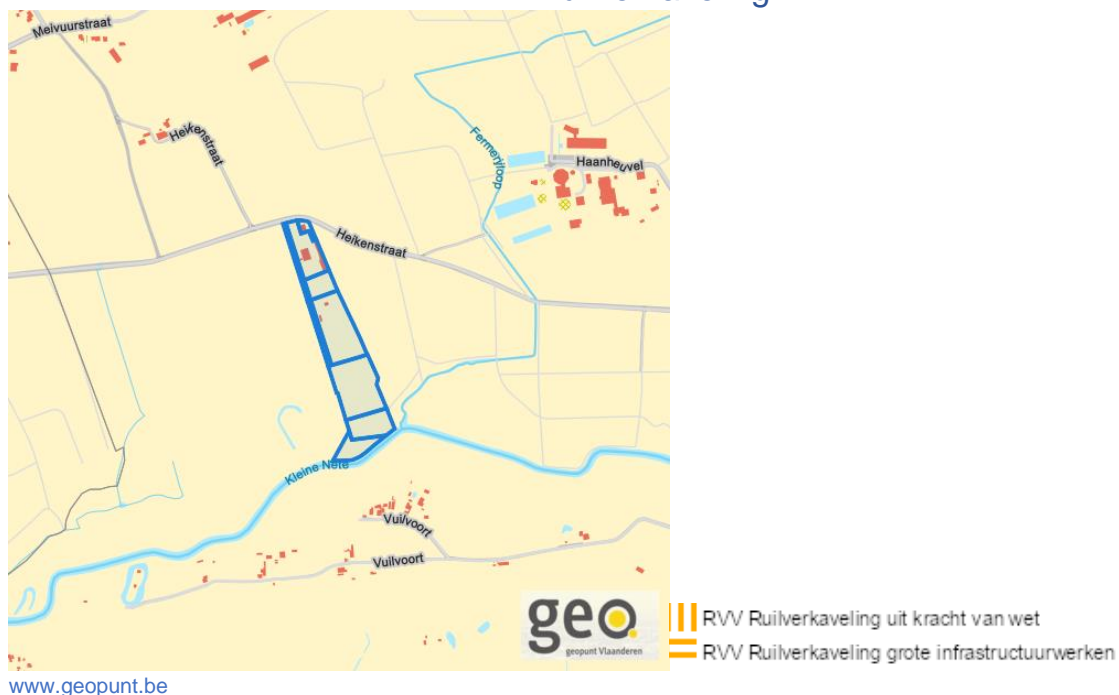 Melvuurstraat
Heikenstraat
Fermerijloop
Haanheuvel
Heikenstraat
Kleine Nete
Vuilvoort
Vuilvoort
geo.
geopunt Vlaanderen
RVV Ruilverkaveling uit kracht van wet
RVV Ruilverkaveling grote infrastructuurwerken
www.geopunt.be